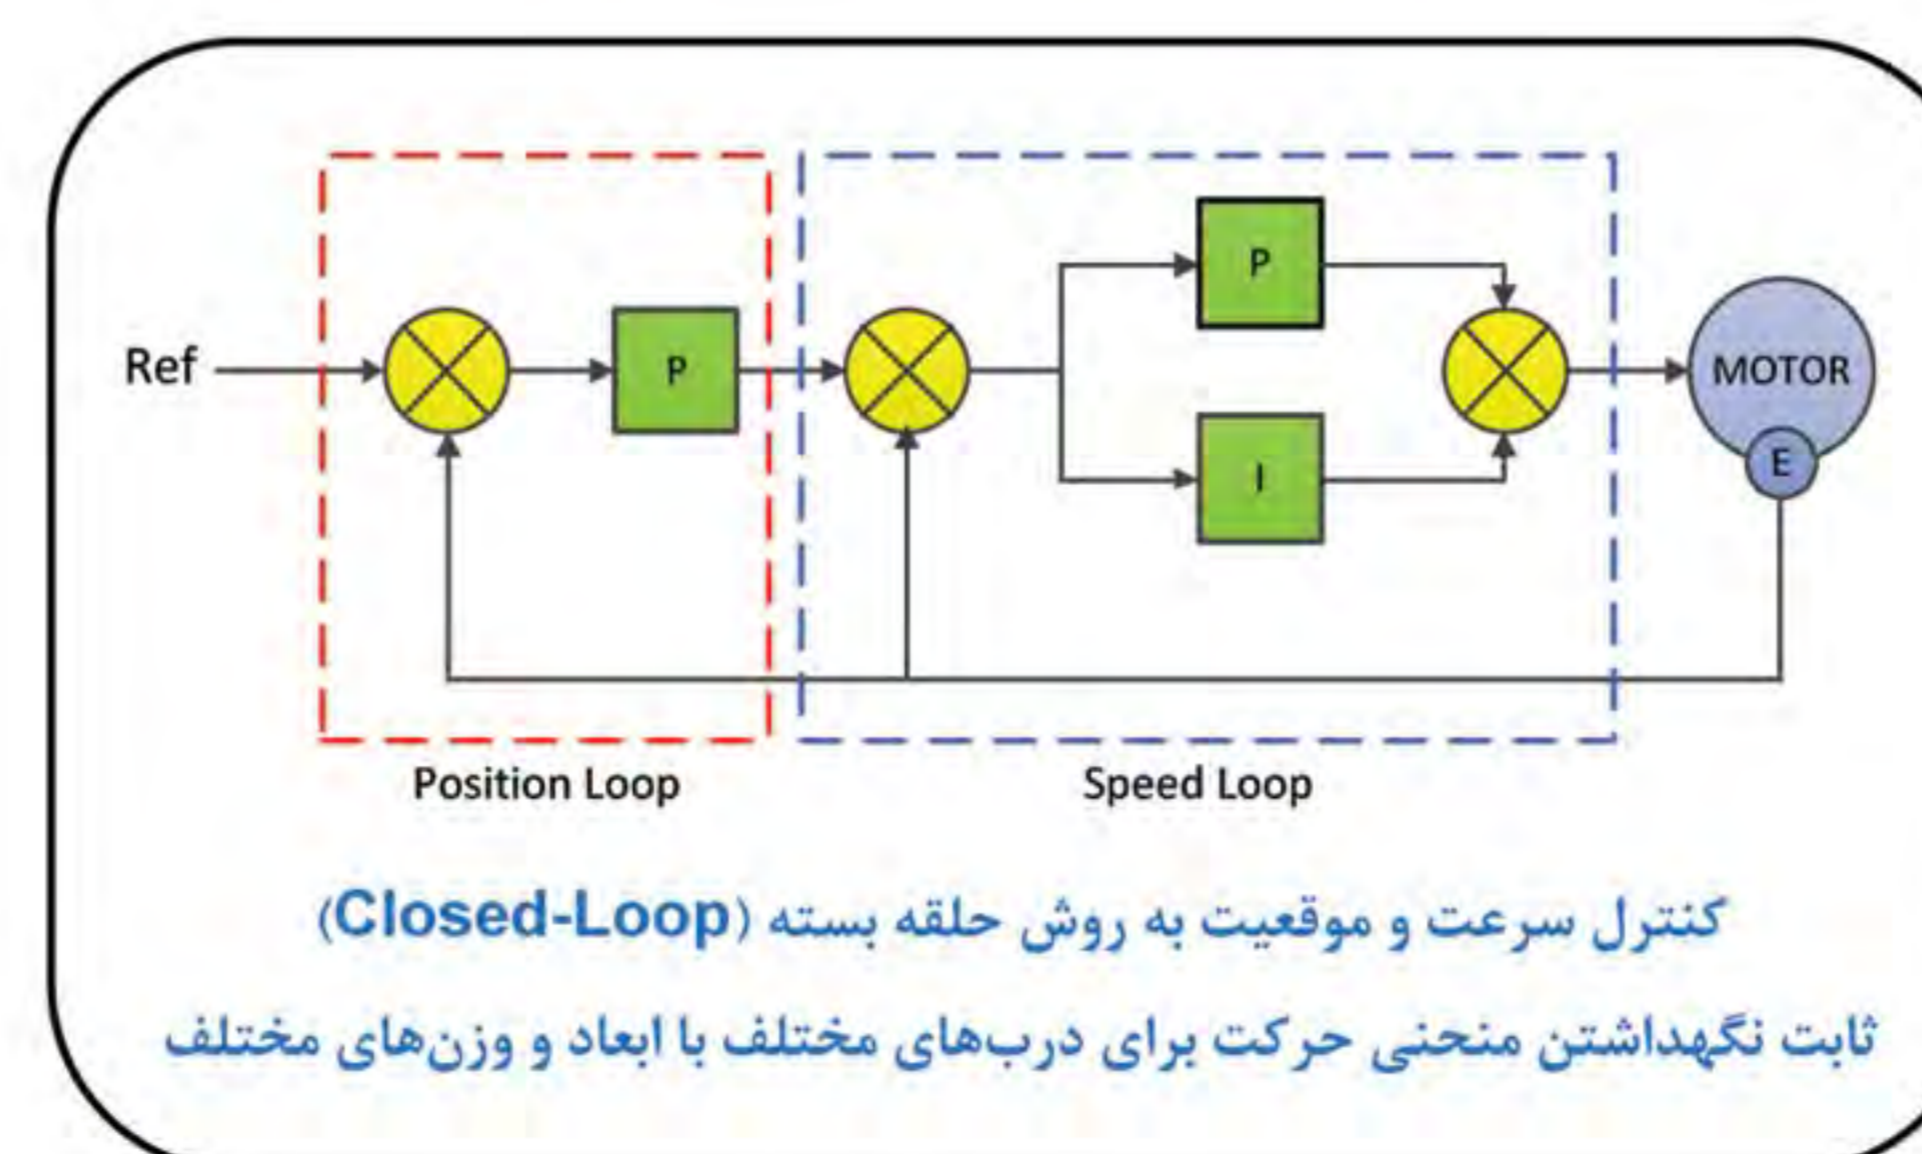 Ref
P
P
I
MOTOR
E
Position Loop
Speed Loop
کنترل سرعت و موقعیت به روش حلقه بسته (Closed-Loop)
ثابت نگهداشتن منحنی حرکت برای درب‌های مختلف با ابعاد و وزن‌های مختلف